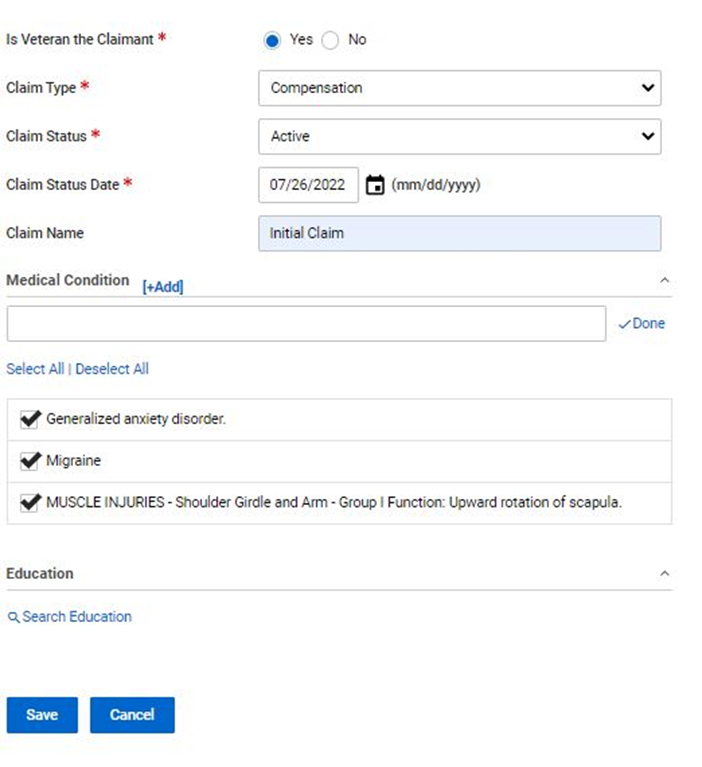 Is Veteran the Claimant * Yes No
Claim Type * Compensation
Claim Status * Active
Claim Status Date * 07/26/2022 (mm/dd/yyyy)
Claim Name Initial Claim
Medical Condition [+Add]
Done
Select All | Deselect All
Generalized anxiety disorder.
Migraine
MUSCLE INJURIES - Shoulder Girdle and Arm - Group I Function: Upward rotation of scapula.
Education
Search Education
Save Cancel